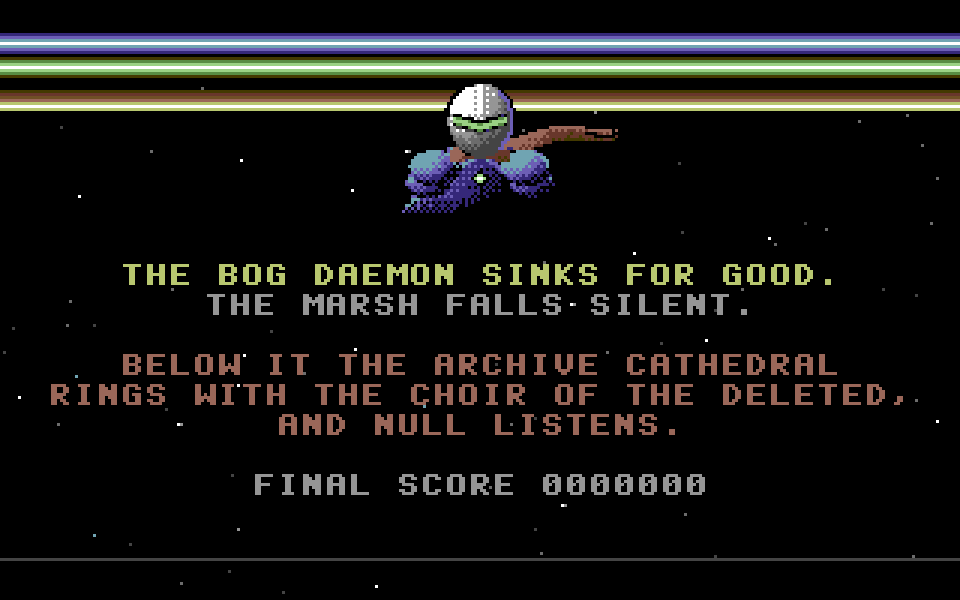 THE BOG DAEMON SINKS FOR GOOD.
THE MARSH FALLS SILENT.
BELOW IT THE ARCHIVE CATHEDRAL
RINGS WITH THE CHOIR OF THE DELETED,
AND NULL LISTENS.
FINAL SCORE 0000000